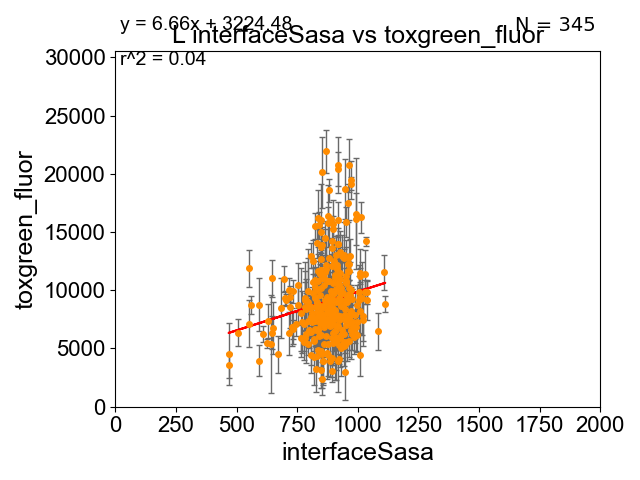 y = 6.66x + 3224.48
N = 345
L interfaceSasa vs toxgreen_fluor
r^2 = 0.04
30000
25000
20000
15000
10000
5000
0
toxgreen_fluor
0 250 500 750 1000 1250 1500 1750 2000
interfaceSasa